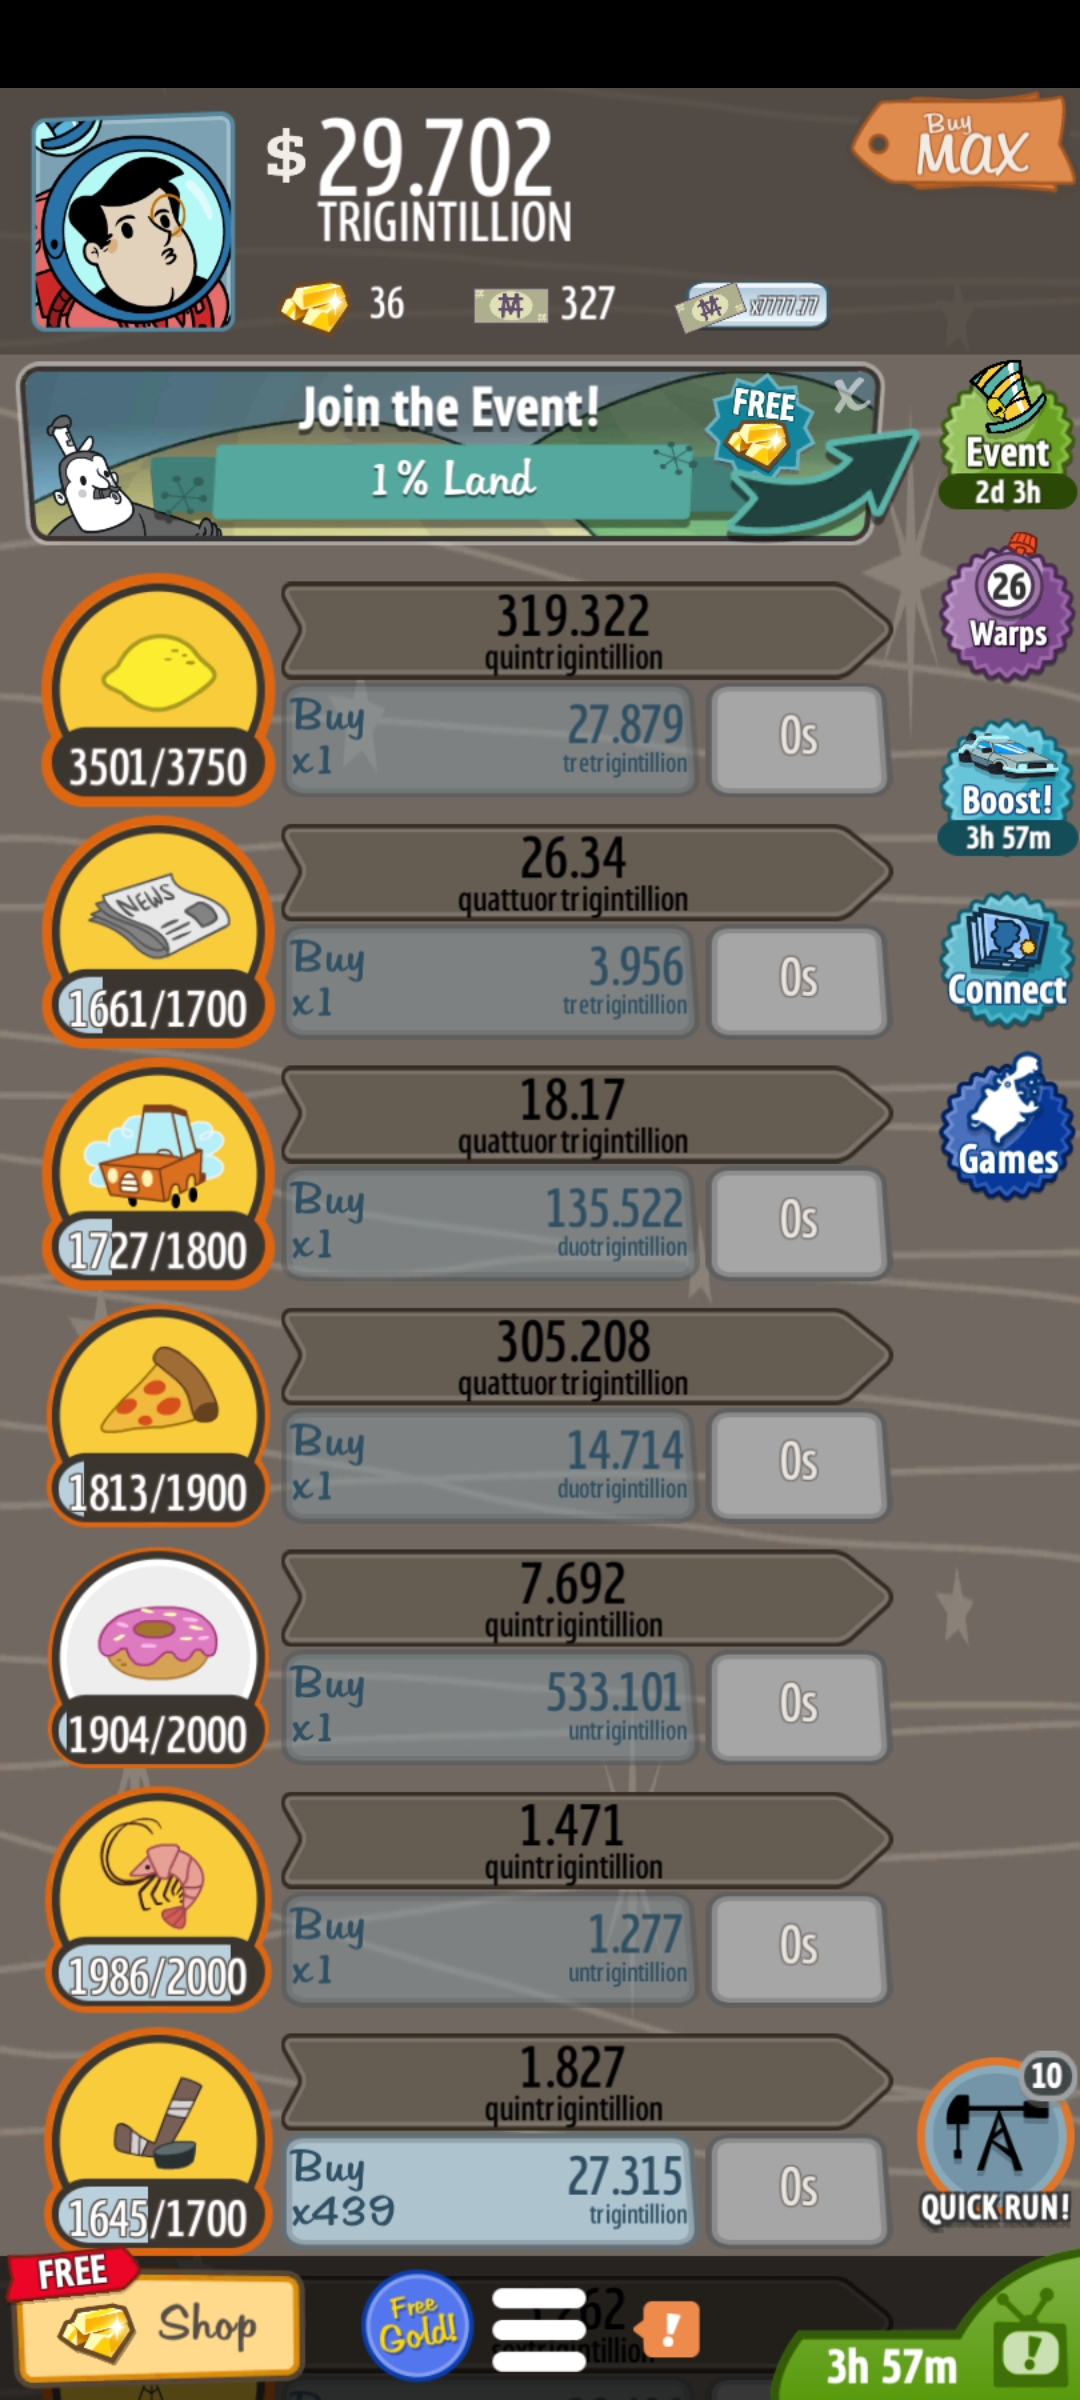 $ 29.702
TRIGINTILLION
Buy
MAX
36
327
x7777.77
Join the Event!
1% Land
FREE
X
Event
2d 3h
26
Warps
Boost!
3h 57m
Connect
Games
319.322
quintrigintillion
3501/3750
Buy
x1
27.879
tretrigintillion
0s
NEWS
26.34
quattuortrigintillion
1661/1700
Buy
x1
3.956
tretrigintillion
0s
18.17
quattuortrigintillion
1727/1800
Buy
x1
135.522
duotrigintillion
0s
305.208
quattuortrigintillion
1813/1900
Buy
x1
14.714
duotrigintillion
0s
7.692
quintrigintillion
1904/2000
Buy
x1
533.101
untrigintillion
0s
1.471
quintrigintillion
1986/2000
Buy
x1
1.277
untrigintillion
0s
1.827
quintrigintillion
1645/1700
Buy
x439
27.315
trigintillion
0s
10
QUICK RUN!
FREE
Shop
Free
Gold!
!
3h 57m
!